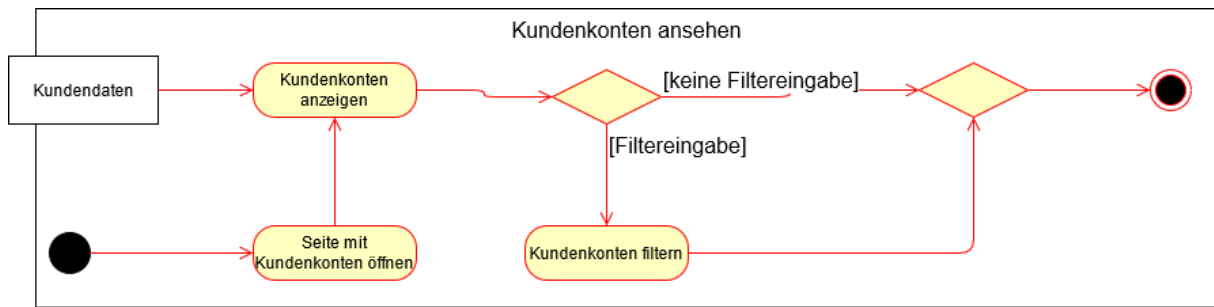 Kundenkonten ansehen
Kundendaten
Kundenkonten
anzeigen
[keine Filtereingabe]
[Filtereingabe]
Seite mit
Kundenkonten öffnen
Kundenkonten filtern